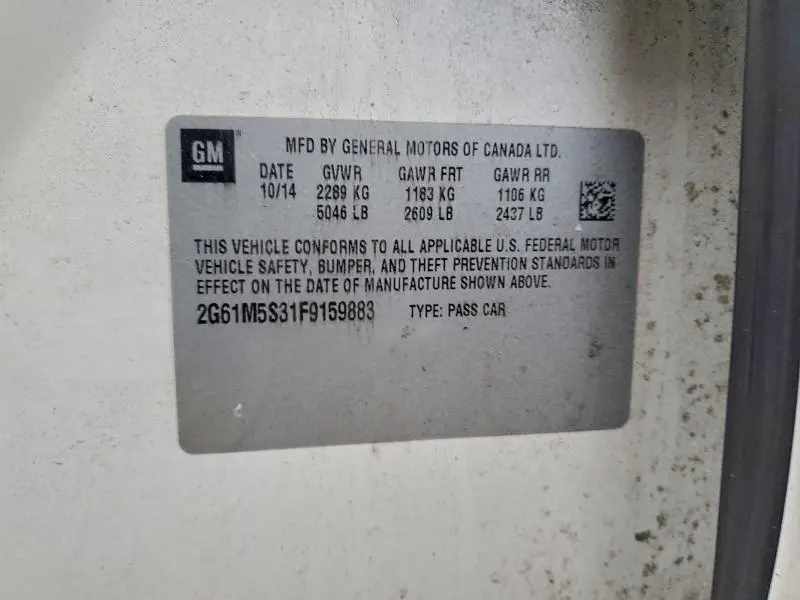 GM
MFD BY GENERAL MOTORS OF CANADA LTD.
DATE GVWR GAWR FRT GAWR RR
10/14 2289 KG 1183 KG 1106 KG
5046 LB 2609 LB 2437 LB
THIS VEHICLE CONFORMS TO ALL APPLICABLE U.S. FEDERAL MOTOR
VEHICLE SAFETY, BUMPER, AND THEFT PREVENTION STANDARDS IN
EFFECT ON THE DATE OF MANUFACTURE SHOWN ABOVE.
2G61M5S31F9159883 TYPE: PASS CAR